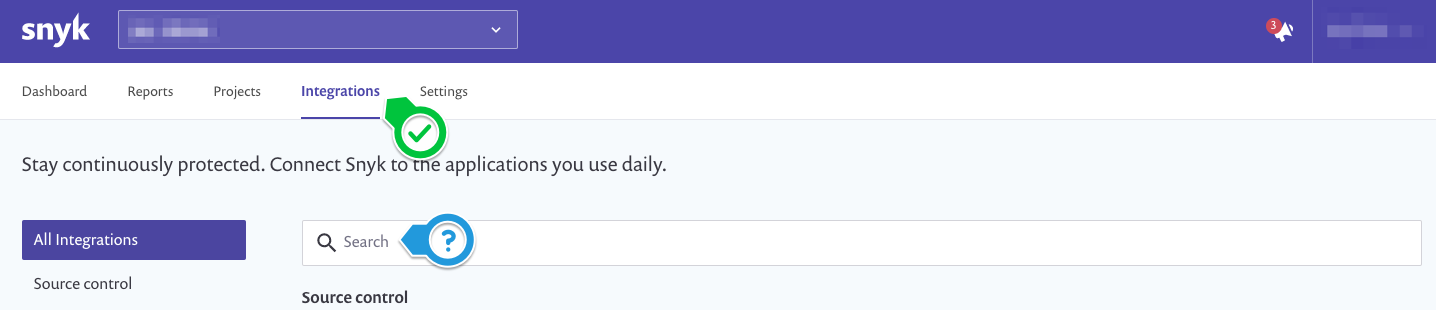 snyk
3
Dashboard Reports Projects Integrations Settings
Stay continuously protected. Connect Snyk to the applications you use daily.
All Integrations
Search
?
Source control
Source control